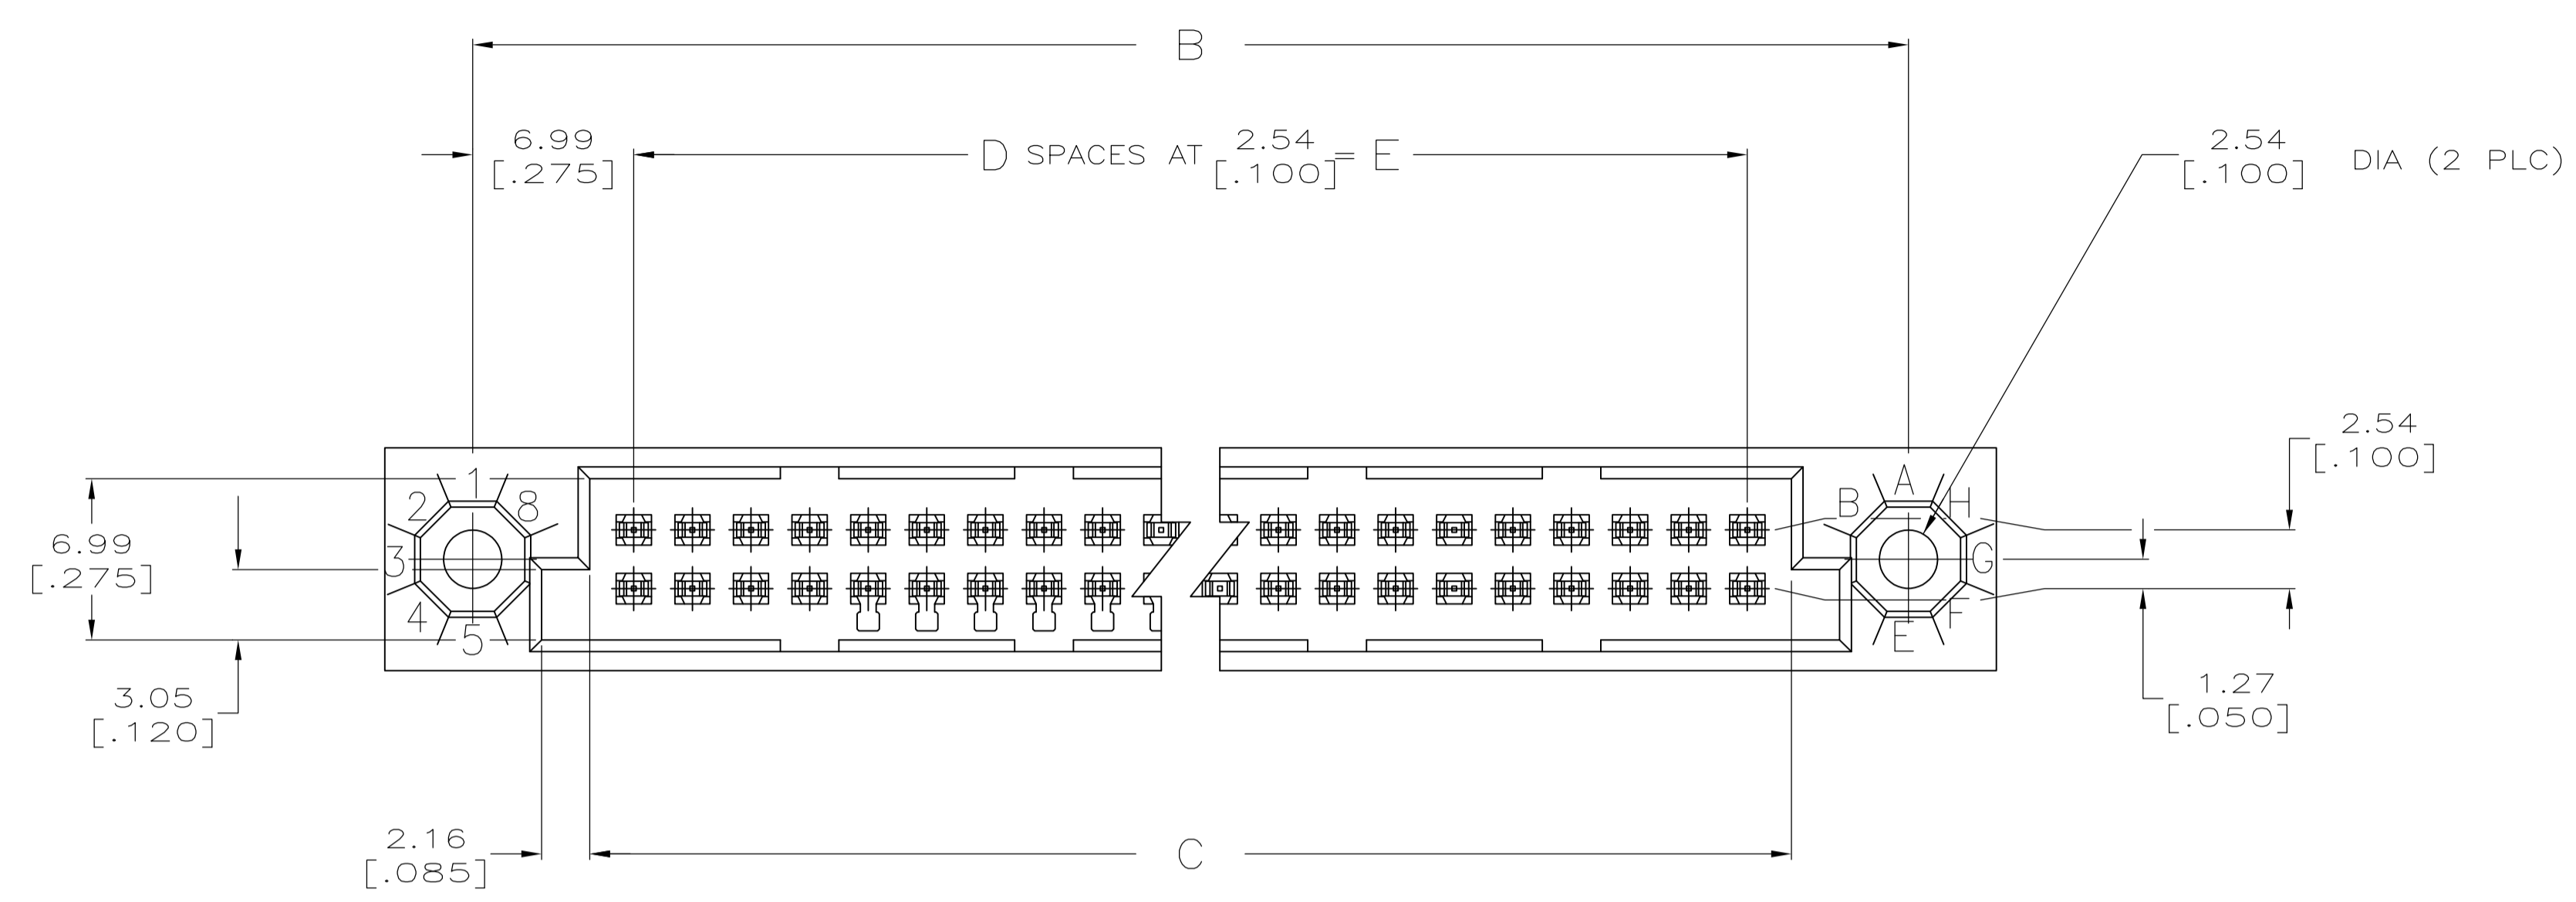 B
6.99
[.275]
D SPACES AT 2.54 [.100] = E
2.54
[.100] DIA (2 PLC)
2.54
[.100]
1
2 8
3
4
5
A
B H
G
F
E
6.99
[.275]
3.05
[.120]
1.27
[.050]
2.16
[.085]
C